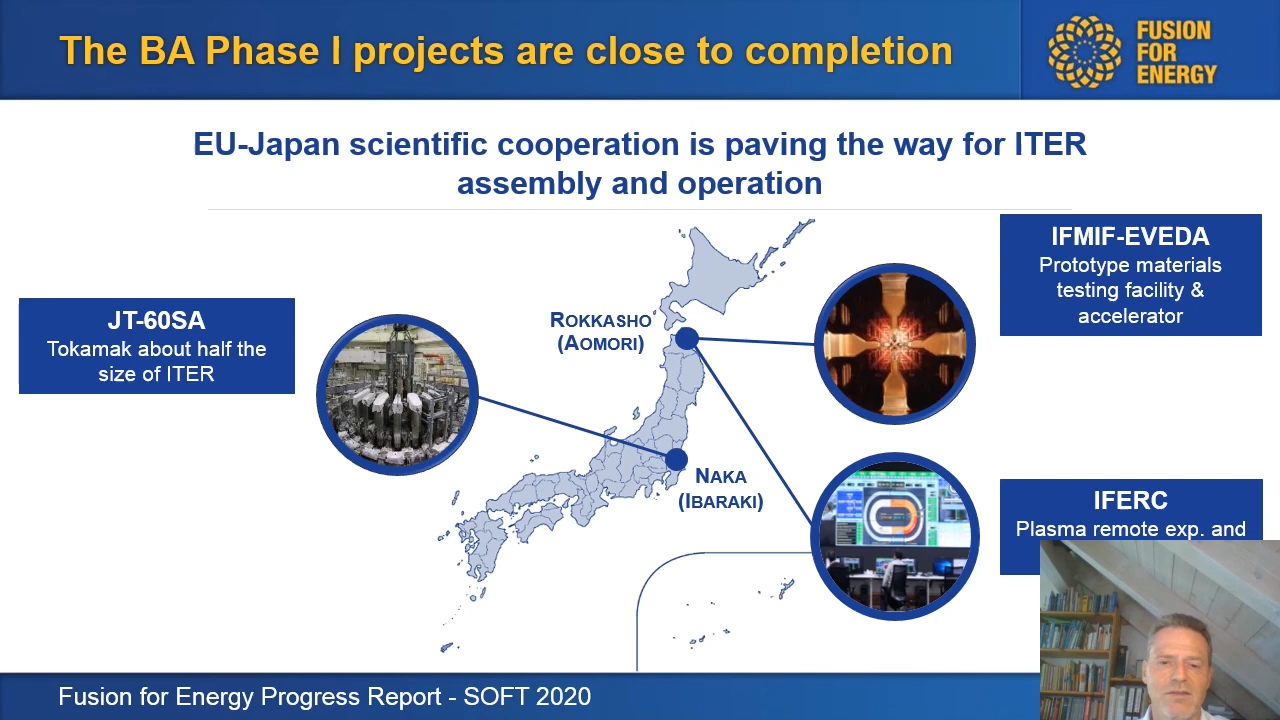 The BA Phase I projects are close to completion
FUSION
FOR
ENERGY
EU-Japan scientific cooperation is paving the way for ITER
assembly and operation
JT-60SA
Tokamak about half the
size of ITER
ROKKASHO
(AOMORI)
NAKA
(IBARAKI)
IFMIF-EVEDA
Prototype materials
testing facility &
accelerator
IFERC
Plasma remote exp. and
Fusion for Energy Progress Report - SOFT 2020